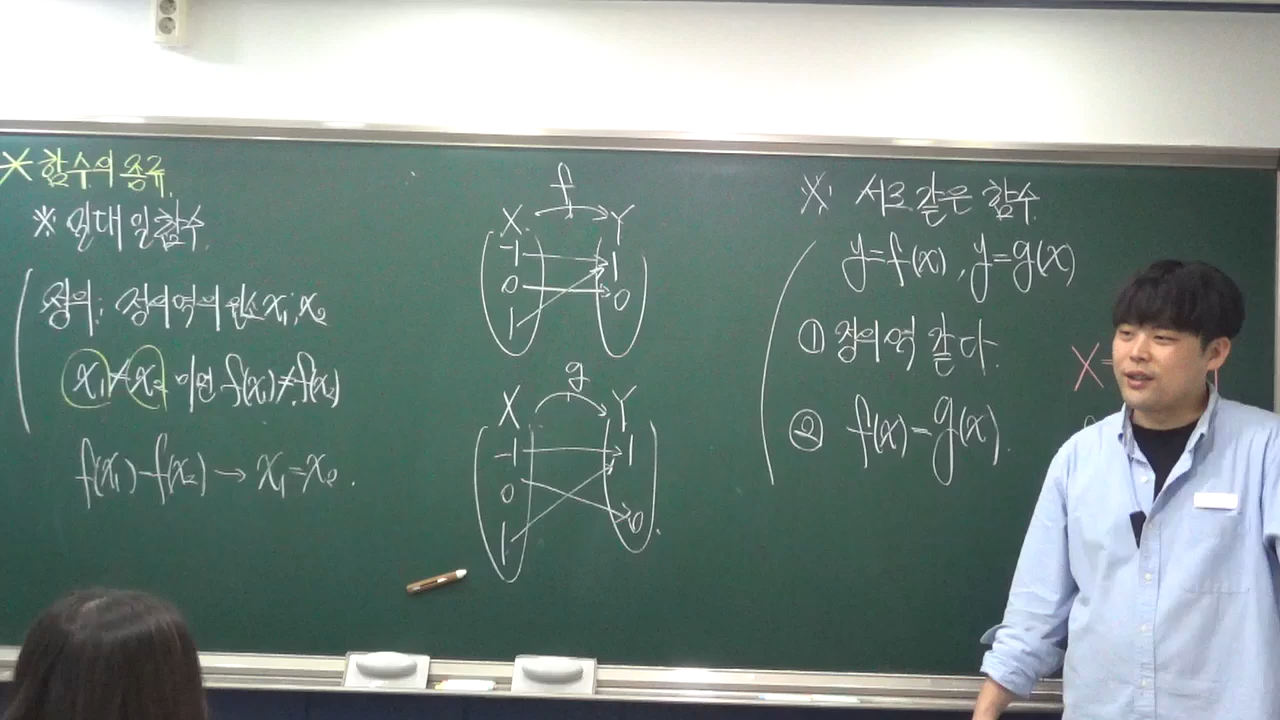 * 함수의 종류.
※ 일대일함수.
정의: 정의역의 원소 x₁, x₂
x₁≠x₂ 이면 f(x₁)≠f(x₂)
f(x₁)=f(x₂) → x₁=x₂.
f
X Y
-1 1
0 0
1
g
X Y
-1 1
0 0
1
※ 서로 같은 함수.
y=f(x), y=g(x)
① 정의역 같다.
② f(x)=g(x).
X=